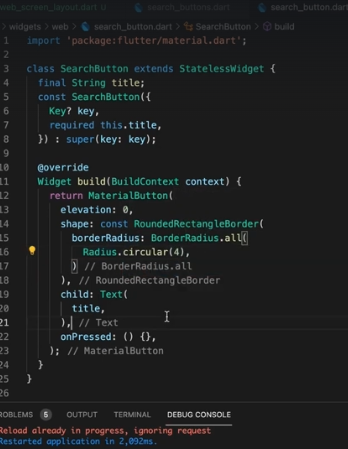 web_screen_layout.dart U search_buttons.dart search_button.dart
> widgets > web > search_button.dart > SearchButton > build
1 import 'package:flutter/material.dart';
2
3 class SearchButton extends StatelessWidget {
4 final String title;
5 const SearchButton({
6 Key? key,
7 required this.title,
8 }) : super(key: key);
9
10 @override
11 Widget build(BuildContext context) {
12 return MaterialButton(
13 elevation: 0,
14 shape: const RoundedRectangleBorder(
15 borderRadius: BorderRadius.all(
16 Radius.circular(4),
17 ) // BorderRadius.all
18 ), // RoundedRectangleBorder
19 child: Text(
20 title,
21 ), // Text
22 onPressed: () {},
23 ); // MaterialButton
24 }
25 }
26
ROBLEMS 5 OUTPUT TERMINAL DEBUG CONSOLE
Reload already in progress, ignoring request
Restarted application in 2,092ms.